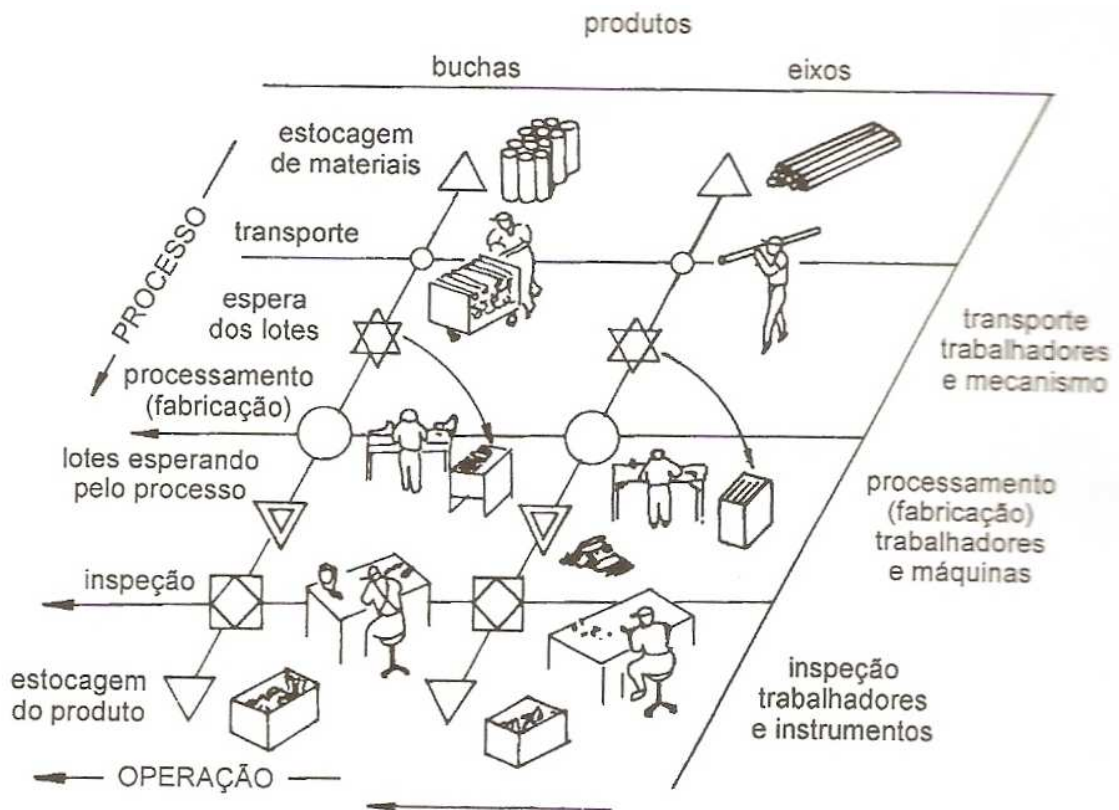 produtos
buchas
eixos
estocagem
de materiais
PROCESSO
transporte
espera
dos lotes
transporte
trabalhadores
e mecanismo
processamento
(fabricação)
lotes esperando
pelo processo
processamento
(fabricação)
trabalhadores
e máquinas
inspeção
estocagem
do produto
inspeção
trabalhadores
e instrumentos
OPERAÇÃO